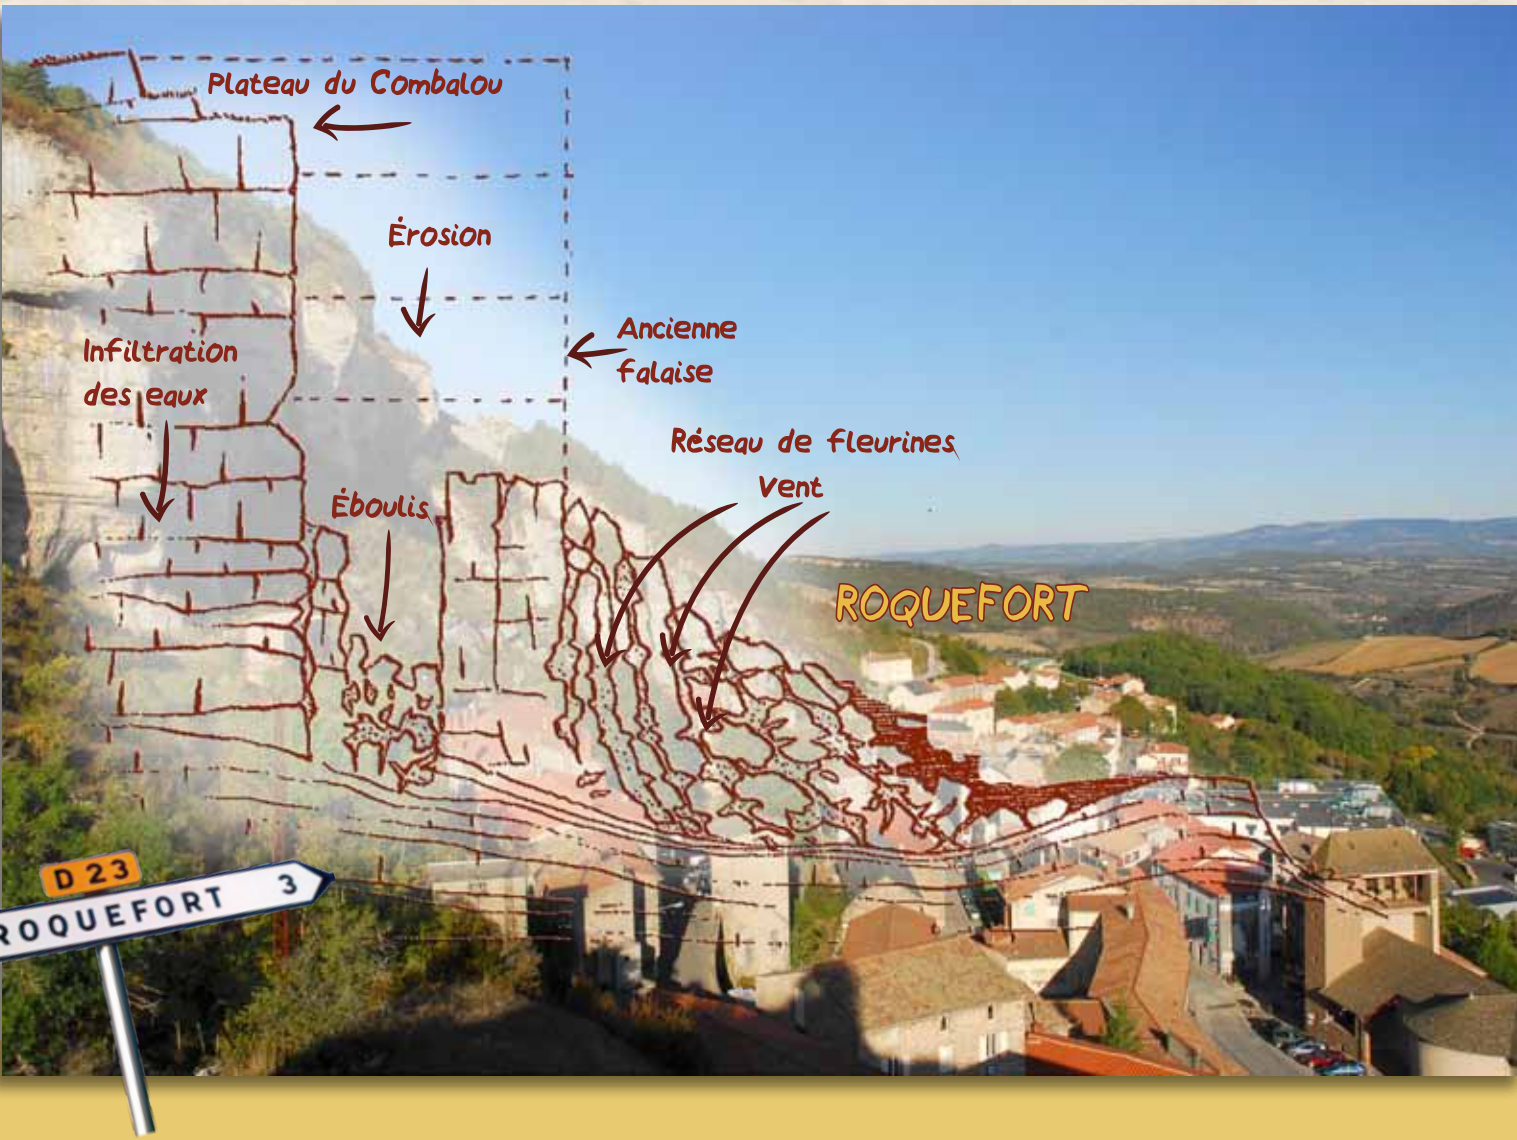 Plateau du Combalou
Érosion
Ancienne
falaise
Infiltration
des eaux
Réseau de fleurines
Vent
Éboulis
ROQUEFORT
D 23
ROQUEFORT 3